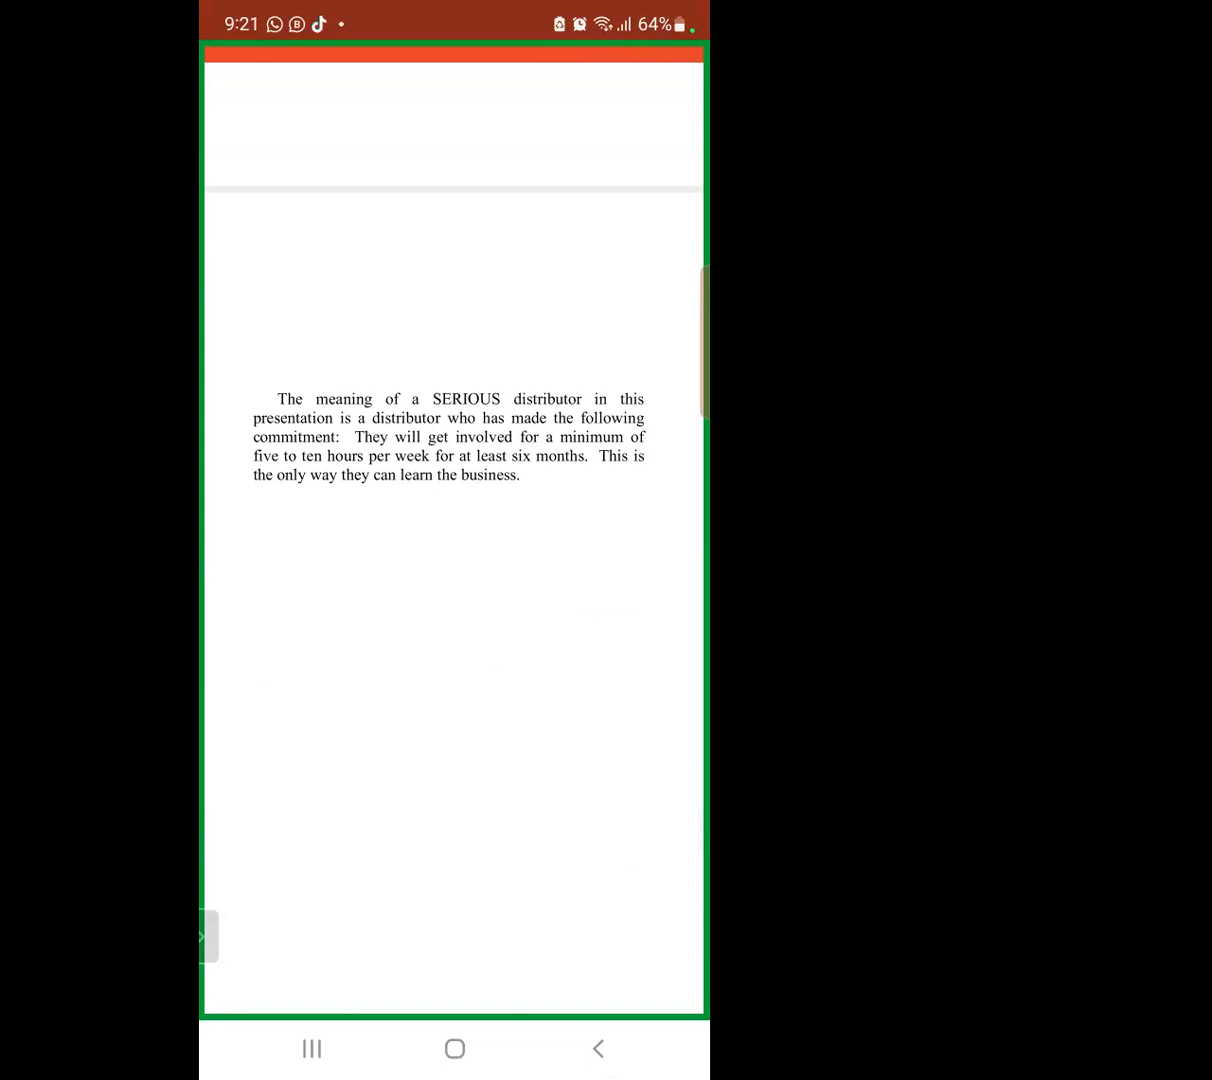 9:21
64%
The meaning of a SERIOUS distributor in this
presentation is a distributor who has made the following
commitment: They will get involved for a minimum of
five to ten hours per week for at least six months. This is
the only way they can learn the business.